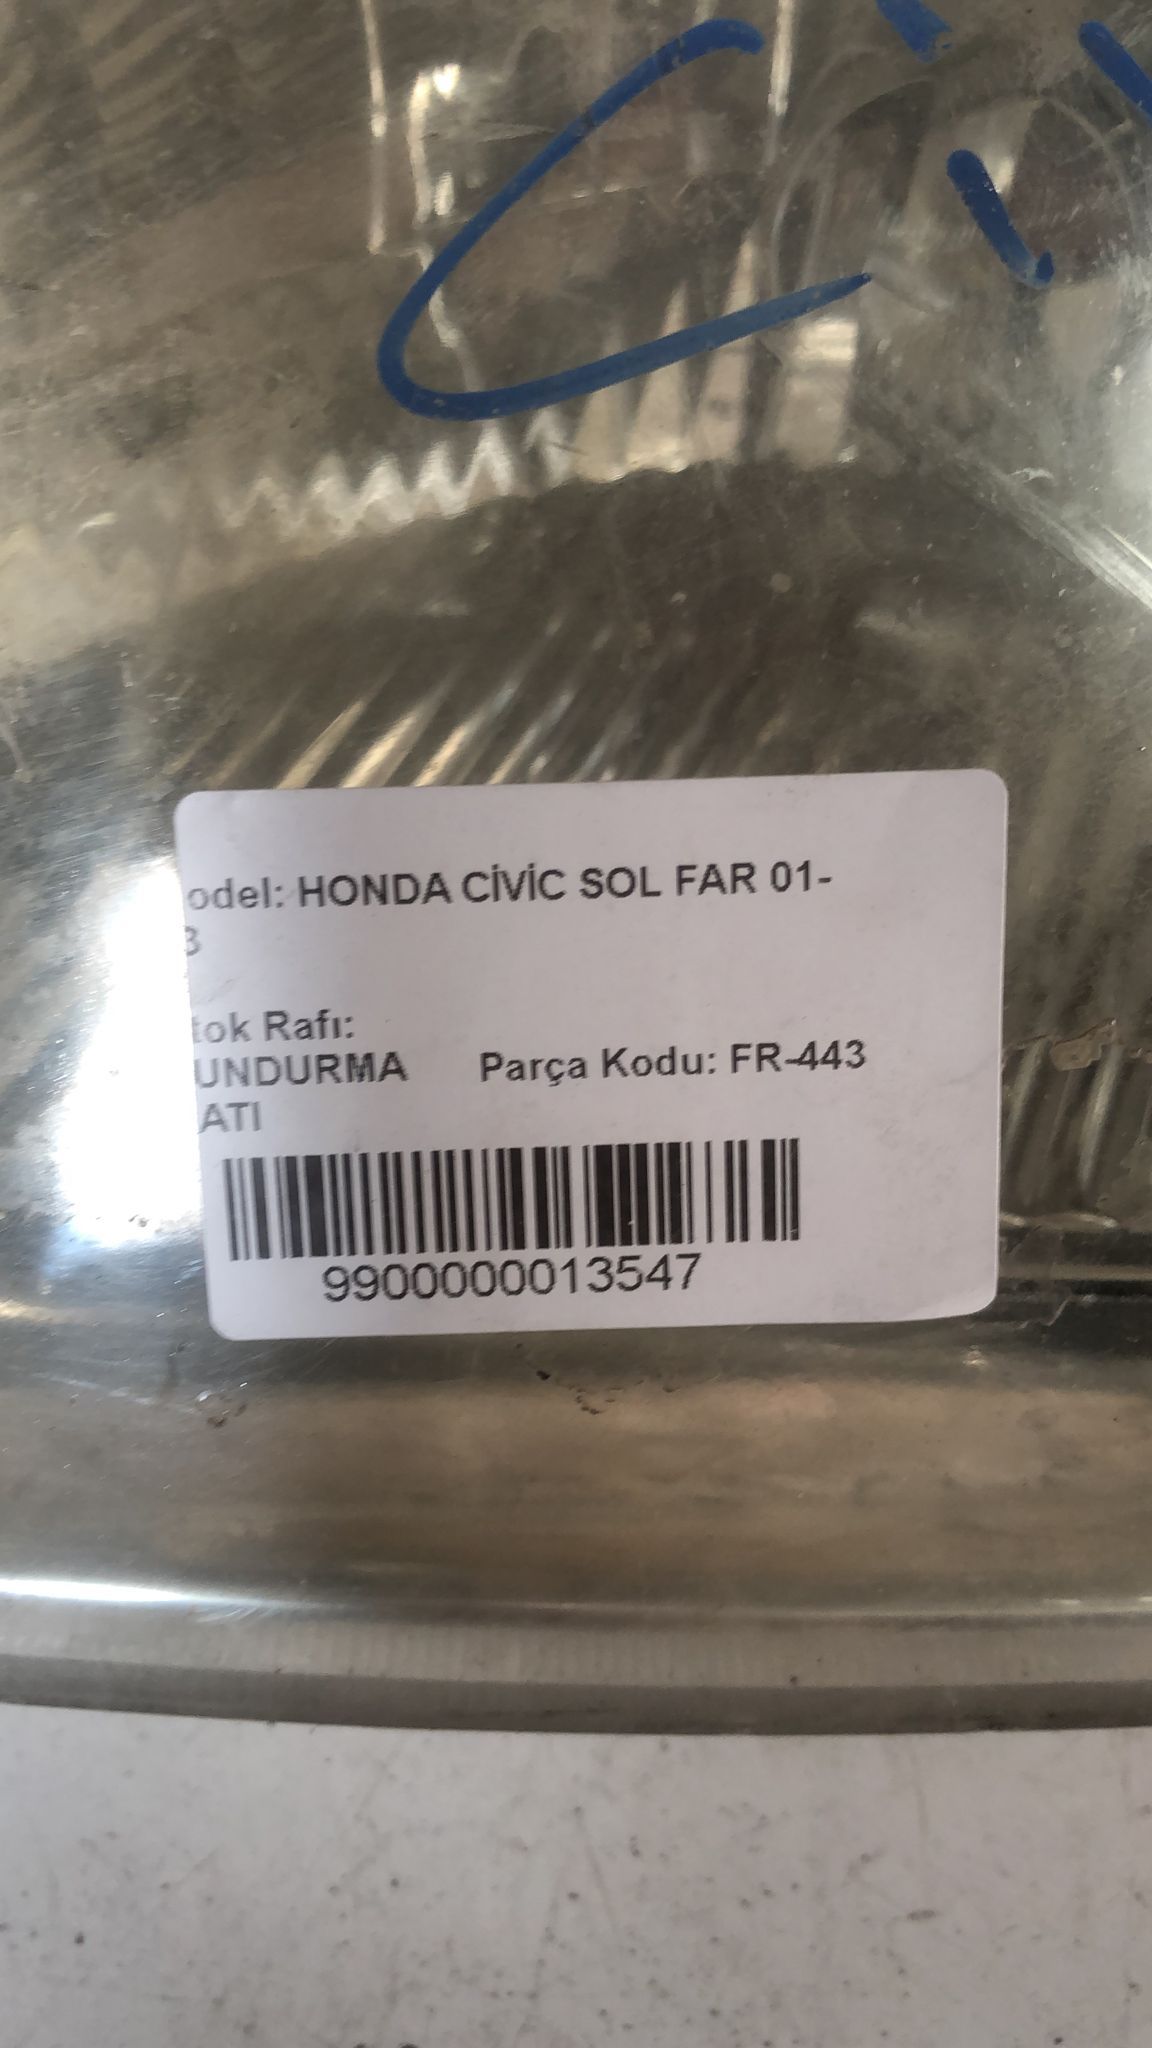 odel: HONDA CİVİC SOL FAR 01-
3
tok Rafı:
UNDURMA Parça Kodu: FR-443
ATI
9900000013547